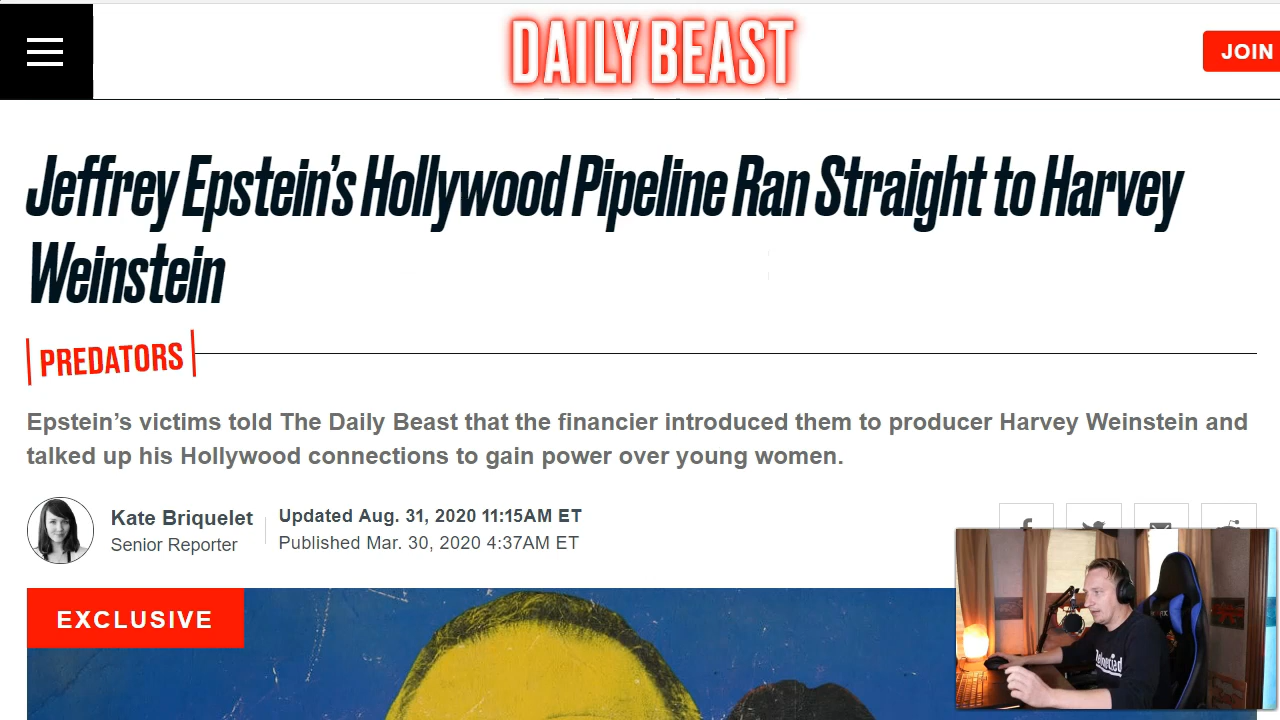 DAILY BEAST
JOIN
Jeffrey Epstein's Hollywood Pipeline Ran Straight to Harvey
Weinstein
PREDATORS
Epstein's victims told The Daily Beast that the financier introduced them to producer Harvey Weinstein and
talked up his Hollywood connections to gain power over young women.
Kate Briquelet
Senior Reporter
Updated Aug. 31, 2020 11:15AM ET
Published Mar. 30, 2020 4:37AM ET
EXCLUSIVE